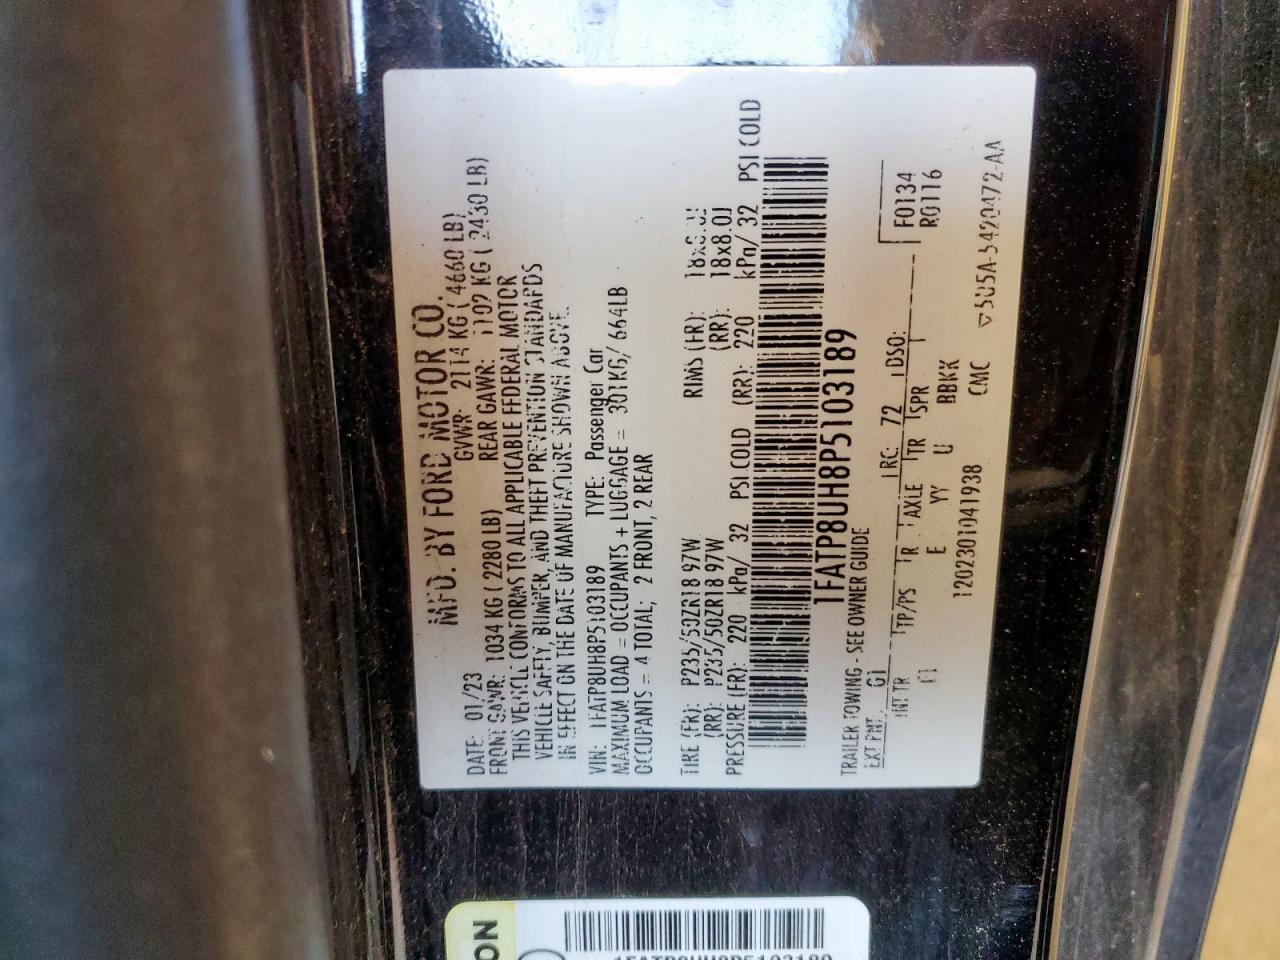 MFD. BY FORD MOTOR CO.
DATE: 01/23 GVWR: 2114 KG ( 4660 LB)
FRONT GAWR: 1034 KG ( 2280 LB) REAR GAWR: 1102 KG ( 2430 LB)
THIS VEHICLE CONFORMS TO ALL APPLICABLE FEDERAL MOTOR
VEHICLE SAFETY, BUMPER, AND THEFT PREVENTION STANDARDS
IN EFFECT ON THE DATE OF MANUFACTURE SHOWN ABOVE.
VIN: 1FATP8UH8P5103189 TYPE: Passenger Car
MAXIMUM LOAD = OCCUPANTS + LUGGAGE = 301KG/ 664LB
OCCUPANTS = 4 TOTAL; 2 FRONT, 2 REAR
TIRE (FR): P235/50ZR18 97W RIMS (FR): 18x8.0J
(RR): P235/50ZR18 97W (RR): 18x8.0J
PRESSURE (FR): 220 kPa/ 32 PSI COLD (RR): 220 kPa/ 32 PSI COLD
1FATP8UH8P5103189
TRAILER TOWING - SEE OWNER GUIDE
EXT PNT: G1 RC: 72 DSO: F0134
INT TR TP/PS R AXLE TR SPR R0116
E YY U BBKK
1202301041938 CMC 5U5A-5420472-AA
1FATP8UH8P5103189